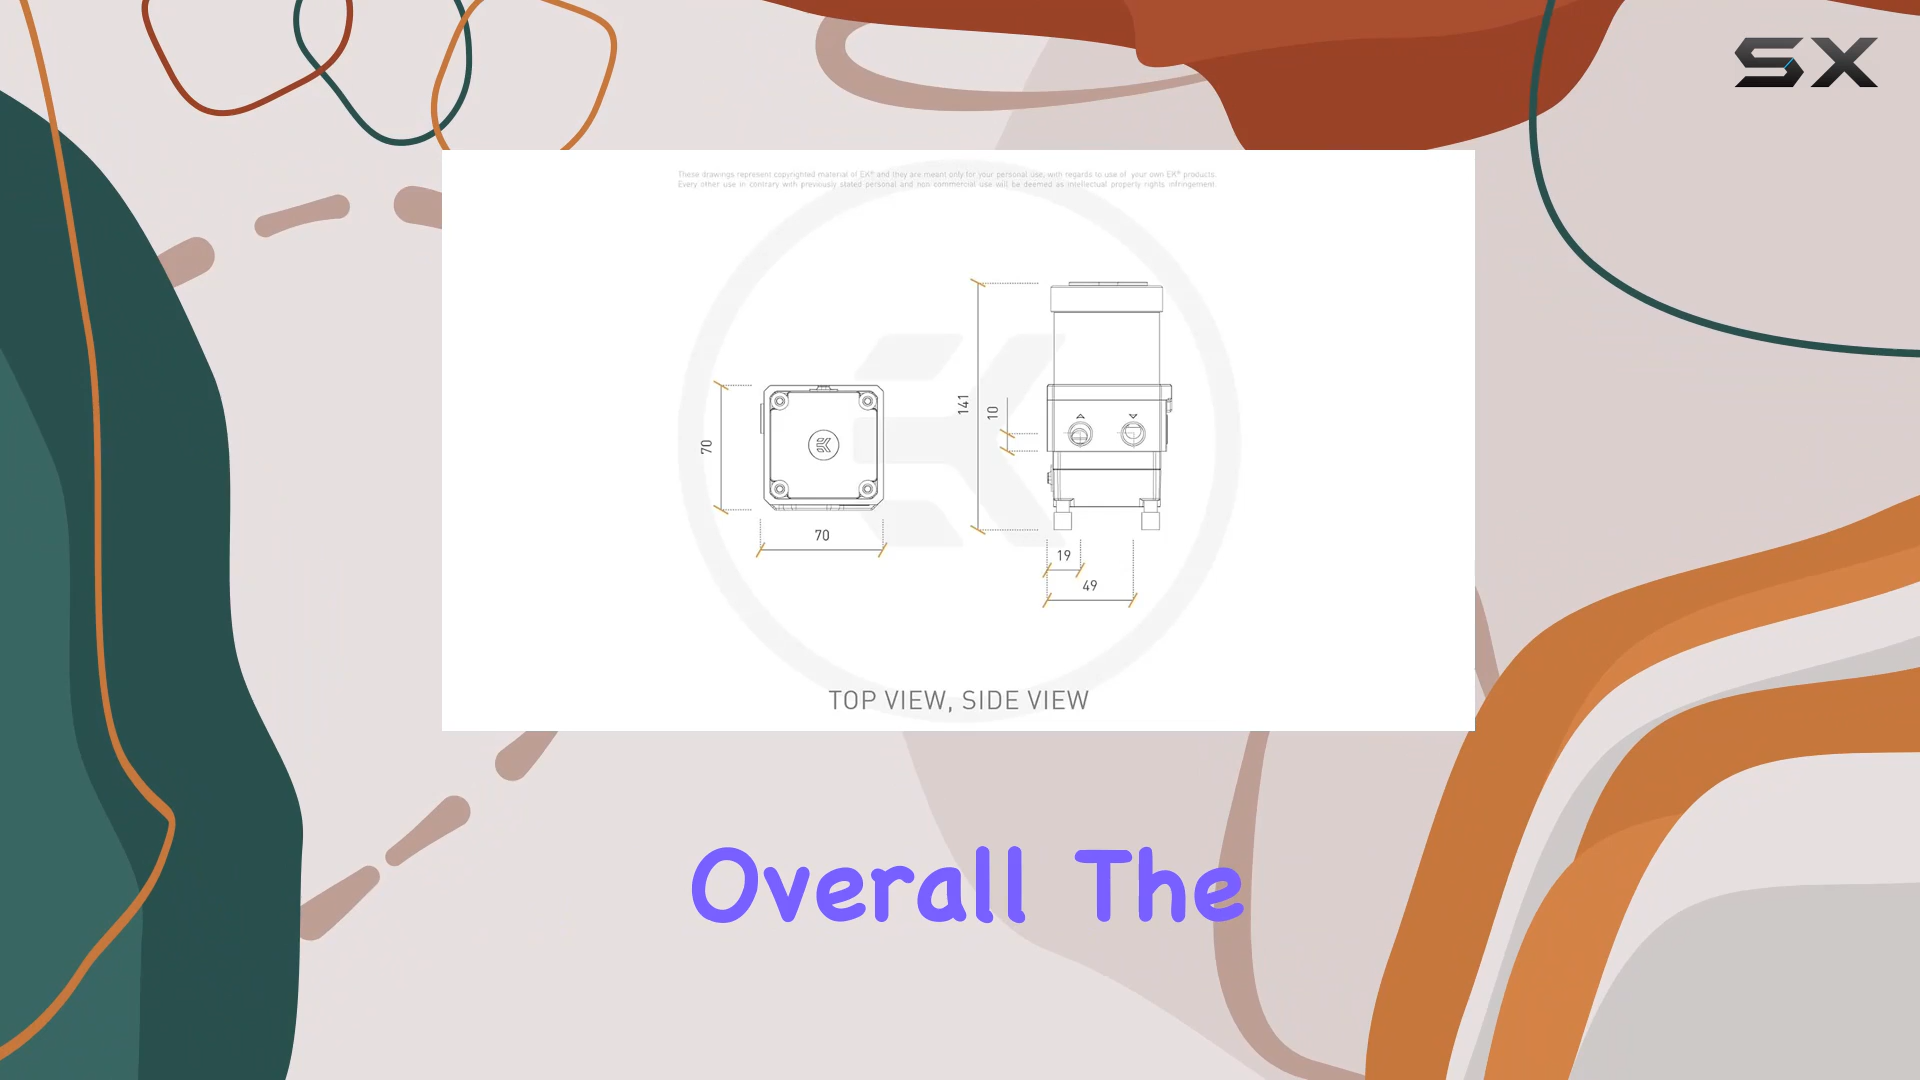 SX
These drawings represent copyrighted material of EK® and they are meant only for your personal use, with regards to use of your own EK® products.
Every other use in contrary with previously stated personal and non commercial use will be deemed as intellectual property rights infringement.
141
10
70
EK
70
19
49
TOP VIEW, SIDE VIEW
Overall The